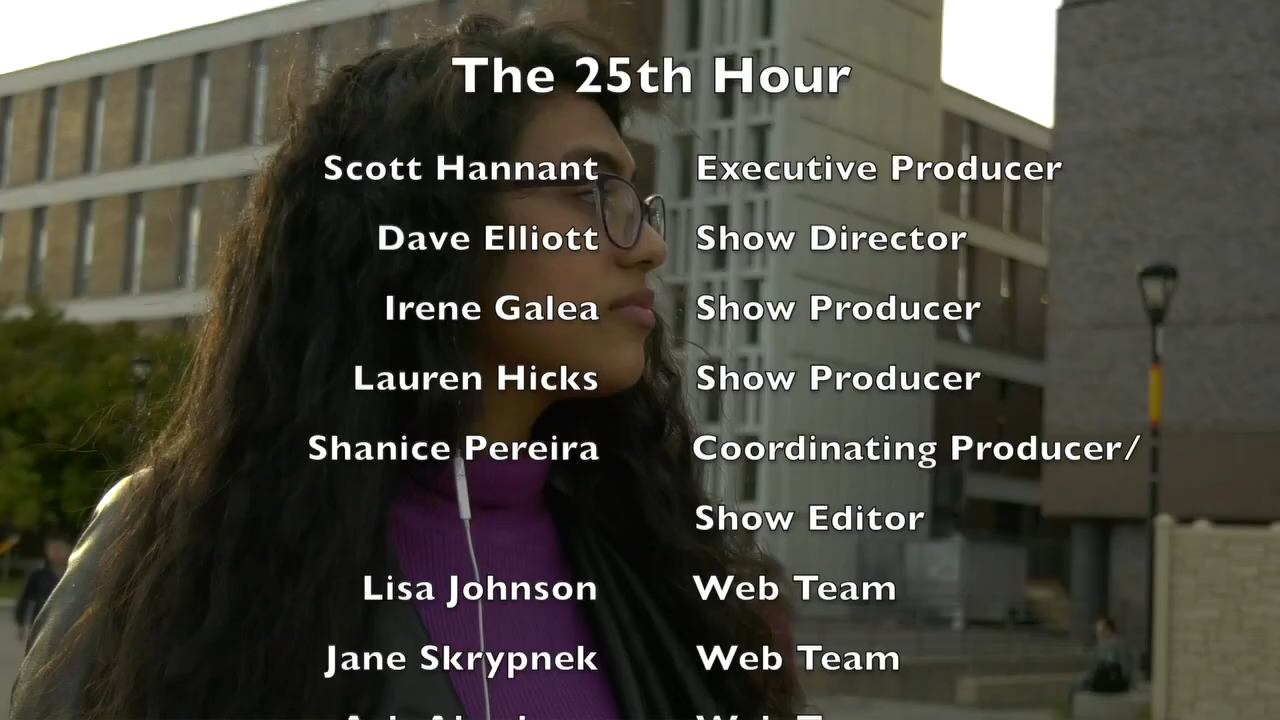 The 25th Hour
Scott Hannant Executive Producer
Dave Elliott Show Director
Irene Galea Show Producer
Lauren Hicks Show Producer
Shanice Pereira Coordinating Producer/
Show Editor
Lisa Johnson Web Team
Jane Skrypnek Web Team